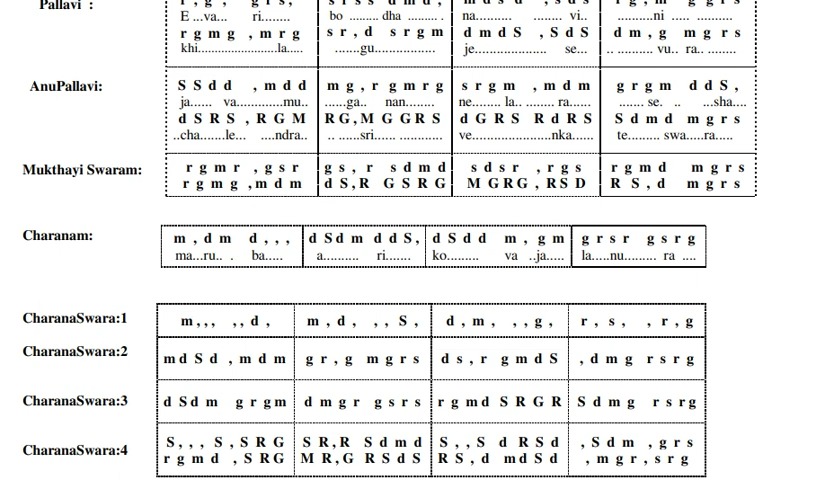 Pallavi :
E ...va... ri........ bo ......... dha ......... . na.......... ........ vi.. .........ni ..... .........
r g m g , m r g s r , d s r g m d m d S , S d S d m , g m g r s
khi........................la.... .......gu......... je.................... se... .. .......... vu.. ra.. ........
AnuPallavi: S S d d , m d d m g , r g m r g s r g m , m d m g r g m d d S ,
ja...... va.............mu.. ....ga.. nan........ ne........ la.. ........ ra..... ....... se. .. ...sha....
d S R S , R G M R G , M G G R S d G R S R d R S S d m d m g r s
..cha......le... ....ndra.. .. ......sri...... ve........................nka..... te......... swa....ra.....
Mukthayi Swaram: r g m r , g s r g s , r s d m d s d s r , r g s r g m d m g r s
r g m g , m d m d S , R G S R G M G R G , R S D R S , d m g r s
Charanam: m , d m d , , , d S d m d d S , d S d d m , g m g r s r g s r g
ma...ru.. . ba..... a.......... ri....... ko......... va ..ja..... la.....nu......... ra ....
CharanaSwara:1 m , , , , , d , m , d , , , S , d , m , , , g , r , s , , r , g
CharanaSwara:2 m d S d , m d m g r , g m g r s d s , r g m d S , d m g r s r g
CharanaSwara:3 d S d m g r g m d m g r g s r s r g m d S R G R S d m g r s r g
CharanaSwara:4 S , , , S , S R G S R , R S d m d S , , S d R S d , S d m , g r s
r g m d , S R G M R , G R S d S R S , d m d S d , m g r , s r g